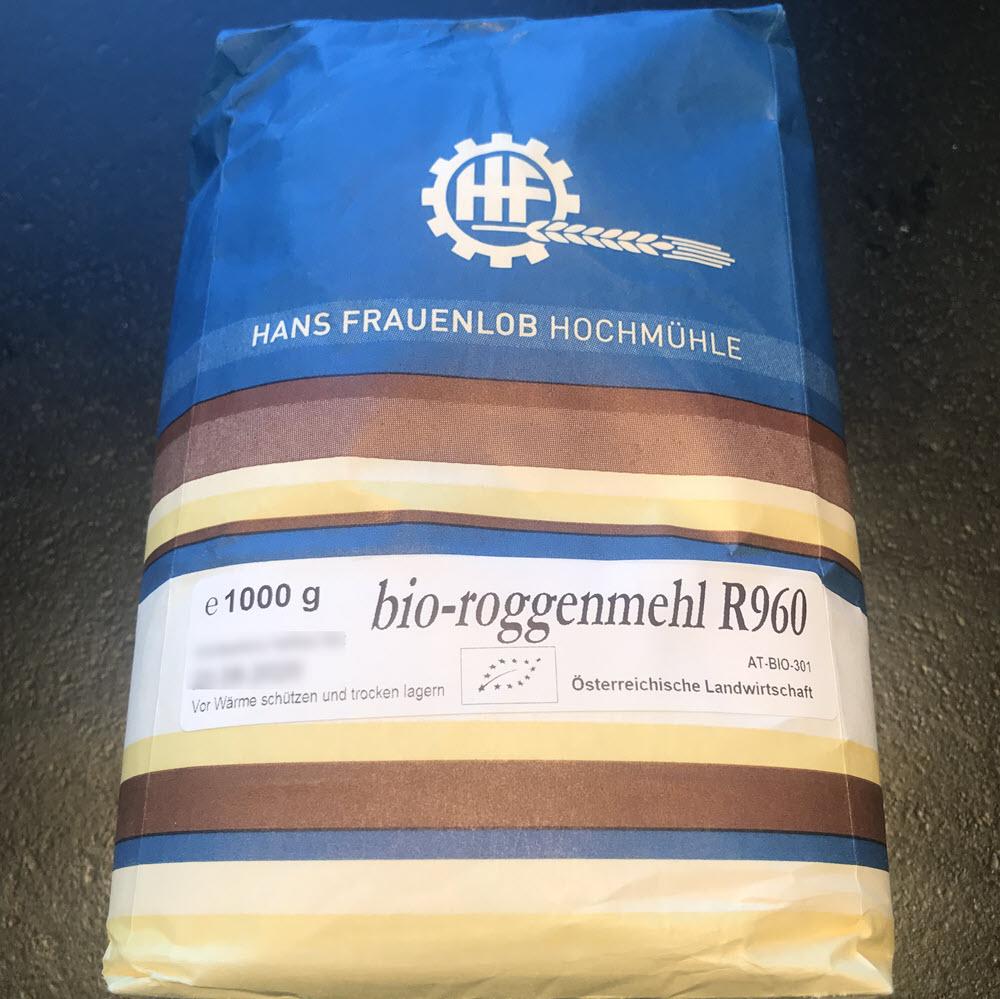 HF
HANS FRAUENLOB HOCHMÜHLE
e 1000 g
bio-roggenmehl R960
AT-BIO-301
Vor Wärme schützen und trocken lagern
Österreichische Landwirtschaft